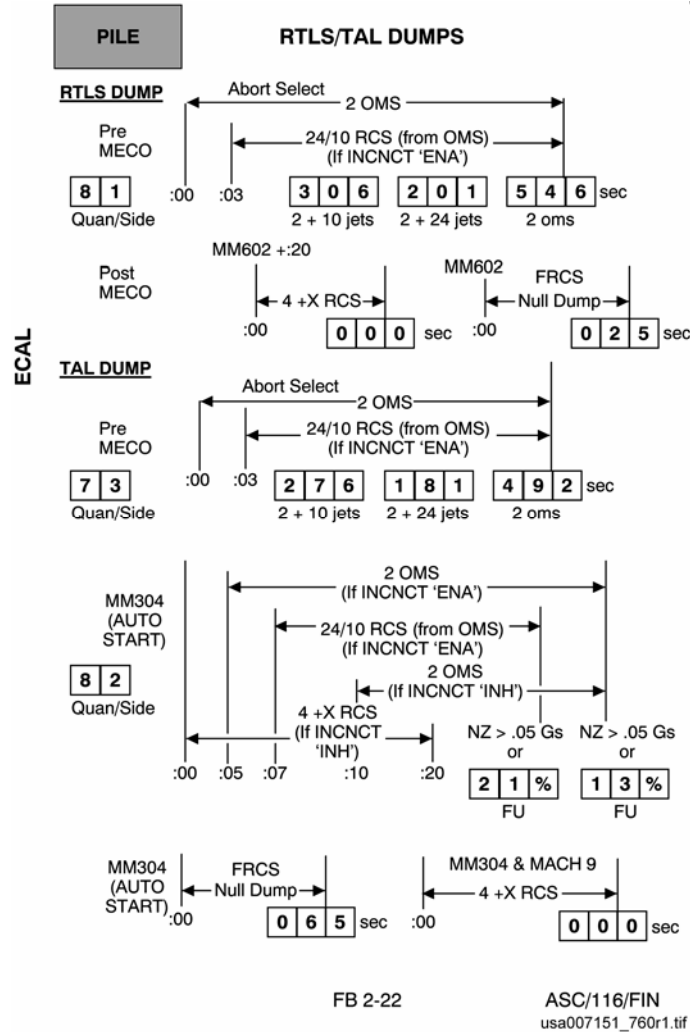 PILE
RTLS/TAL DUMPS
RTLS DUMP
Abort Select
2 OMS
Pre
MECO
24/10 RCS (from OMS)
(If INCNCT 'ENA')
8 1
Quan/Side
:00
:03
3 0 6
2 + 10 jets
2 0 1
2 + 24 jets
5 4 6 sec
2 oms
Post
MECO
MM602 +:20
4 +X RCS
:00
0 0 0 sec
MM602
FRCS
Null Dump
:00
0 2 5 sec
ECAL
TAL DUMP
Abort Select
2 OMS
Pre
MECO
24/10 RCS (from OMS)
(If INCNCT 'ENA')
7 3
Quan/Side
:00
:03
2 7 6
2 + 10 jets
1 8 1
2 + 24 jets
4 9 2 sec
2 oms
MM304
(AUTO
START)
2 OMS
(If INCNCT 'ENA')
24/10 RCS (from OMS)
(If INCNCT 'ENA')
8 2
Quan/Side
2 OMS
(If INCNCT 'INH')
4 +X RCS
(If INCNCT
'INH')
:00
:05
:07
:10
:20
NZ > .05 Gs
or
2 1 %
FU
NZ > .05 Gs
or
1 3 %
FU
MM304
(AUTO
START)
FRCS
Null Dump
:00
0 6 5 sec
MM304 & MACH 9
4 +X RCS
:00
0 0 0 sec
FB 2-22
ASC/116/FIN
usa007151_760r1.tif